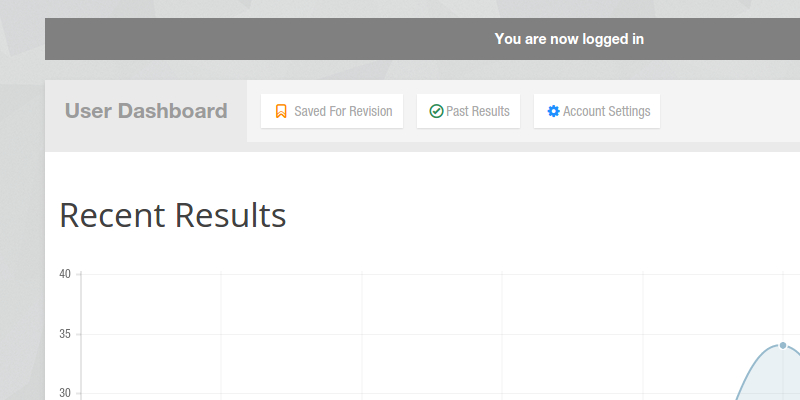 You are now logged in
User Dashboard
Saved For Revision
Past Results
Account Settings
Recent Results
40
35
30